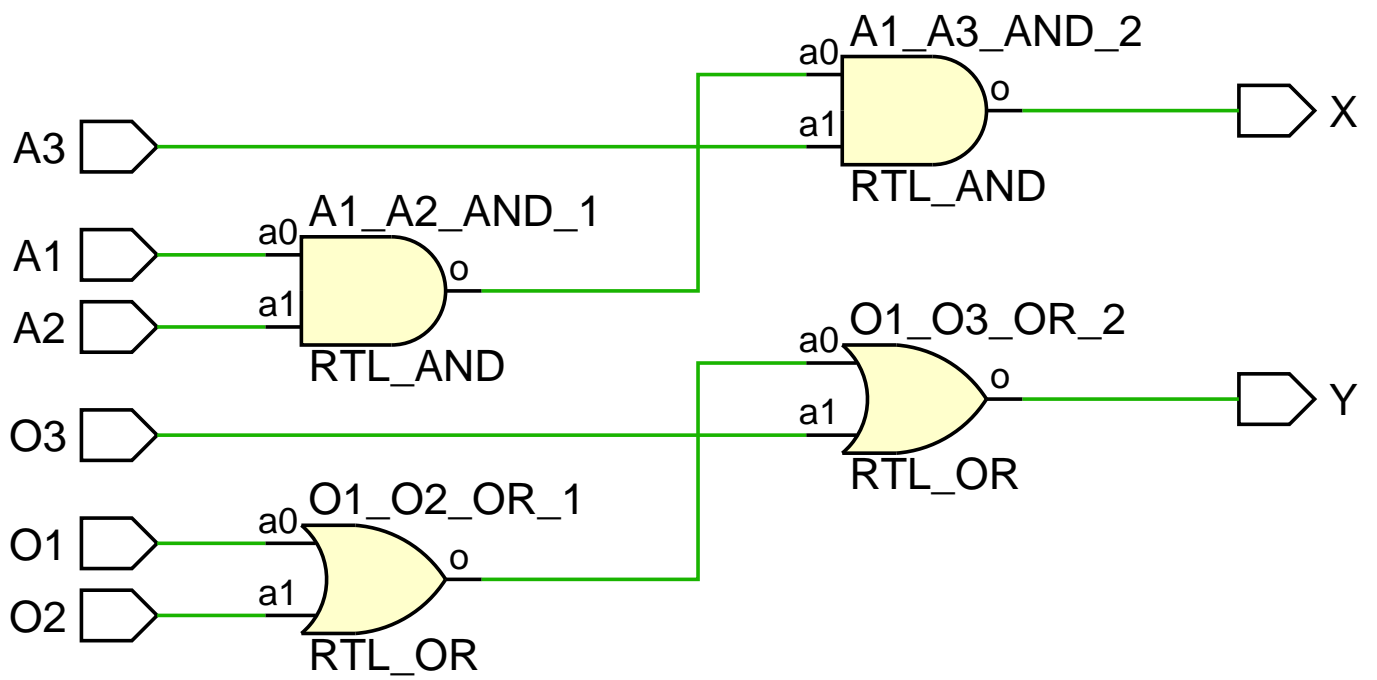 A1_A3_AND_2
a0
o
X
a1
A3
RTL_AND
A1_A2_AND_1
A1
a0
o
a1
A2
RTL_AND
O1_O3_OR_2
a0
o
Y
a1
O3
RTL_OR
O1_O2_OR_1
O1
a0
o
a1
O2
RTL_OR